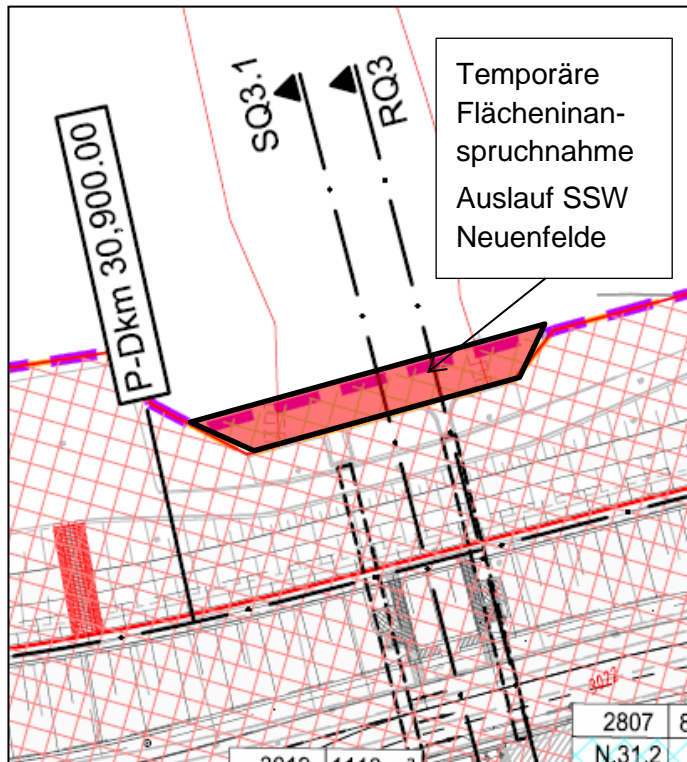 SQ3.1
RQ3
P-Dkm 30,900.00
Temporäre
Flächeninan-
spruchnahme
Auslauf SSW
Neuenfelde
2807
N.31.2